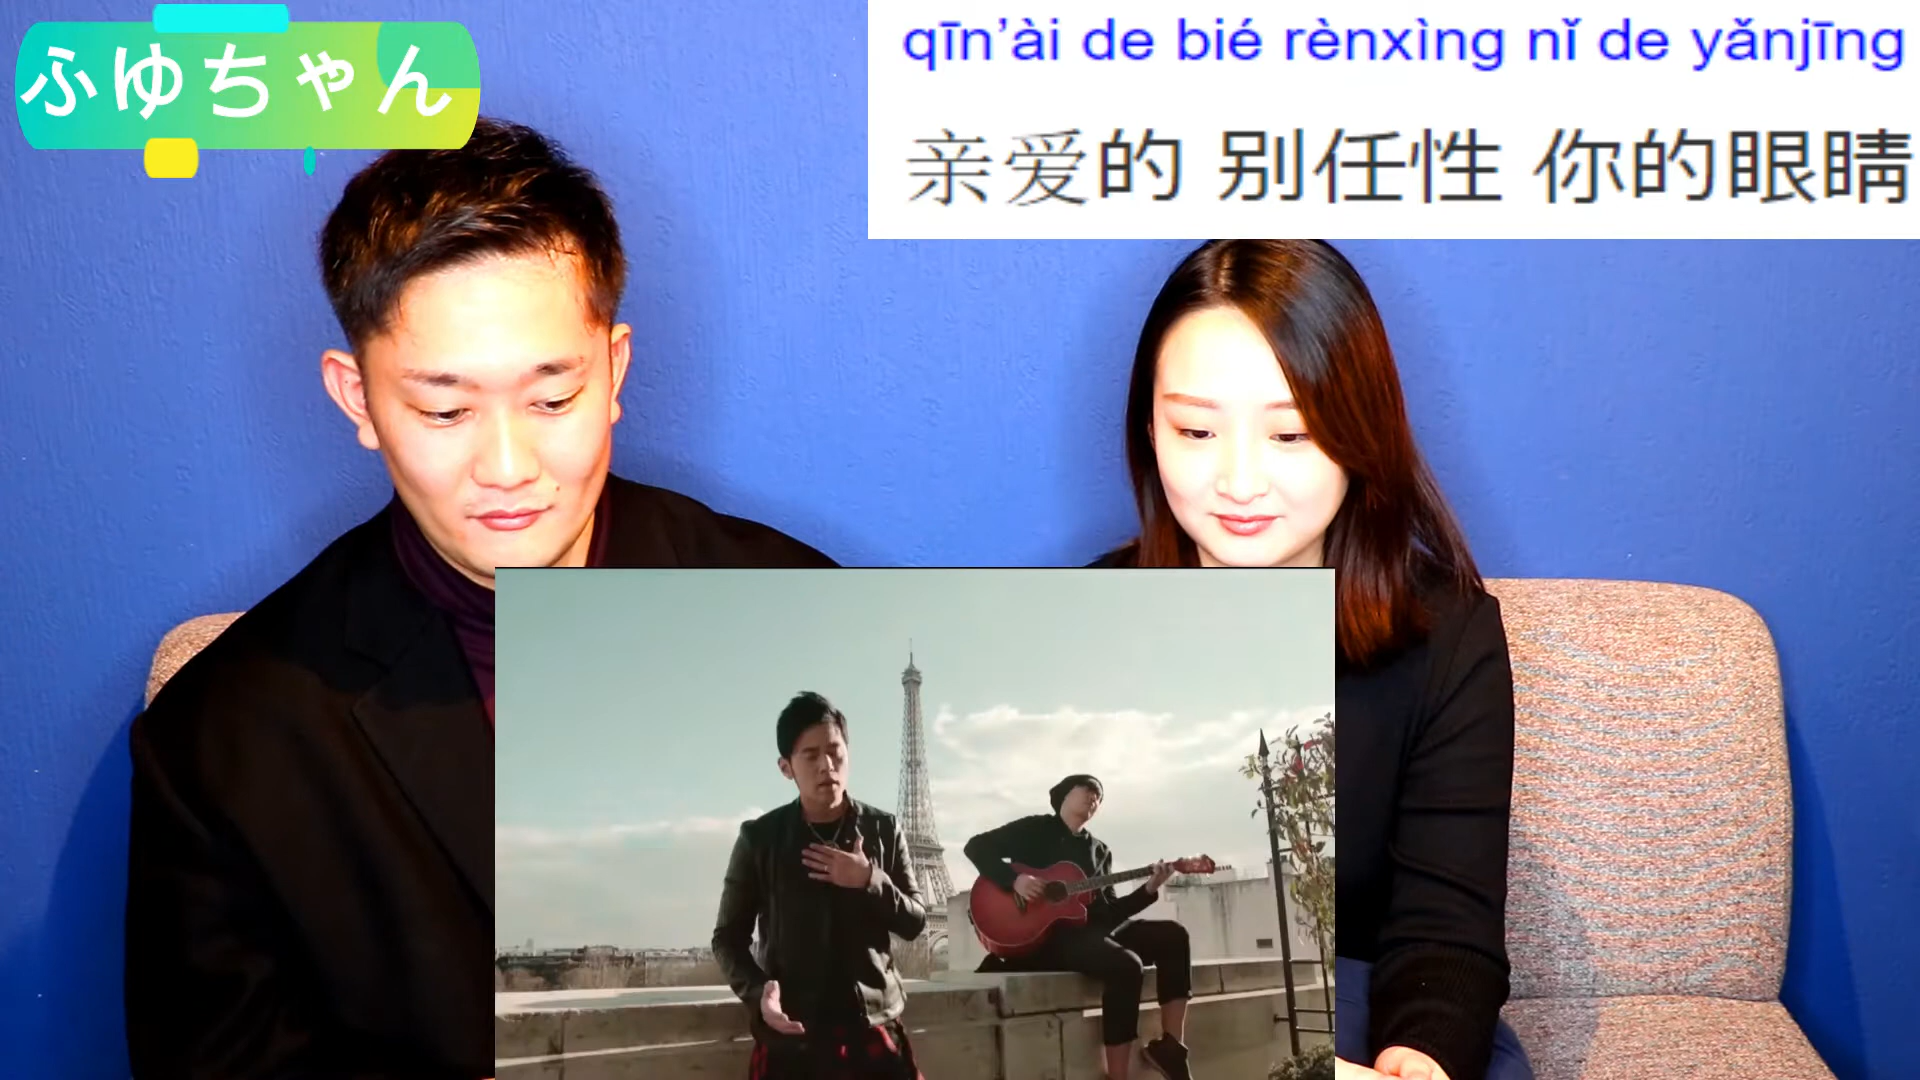 ふゆちゃん
qīn’ài de bié rènxìng nǐ de yǎnjīng
亲爱的 别任性 你的眼睛